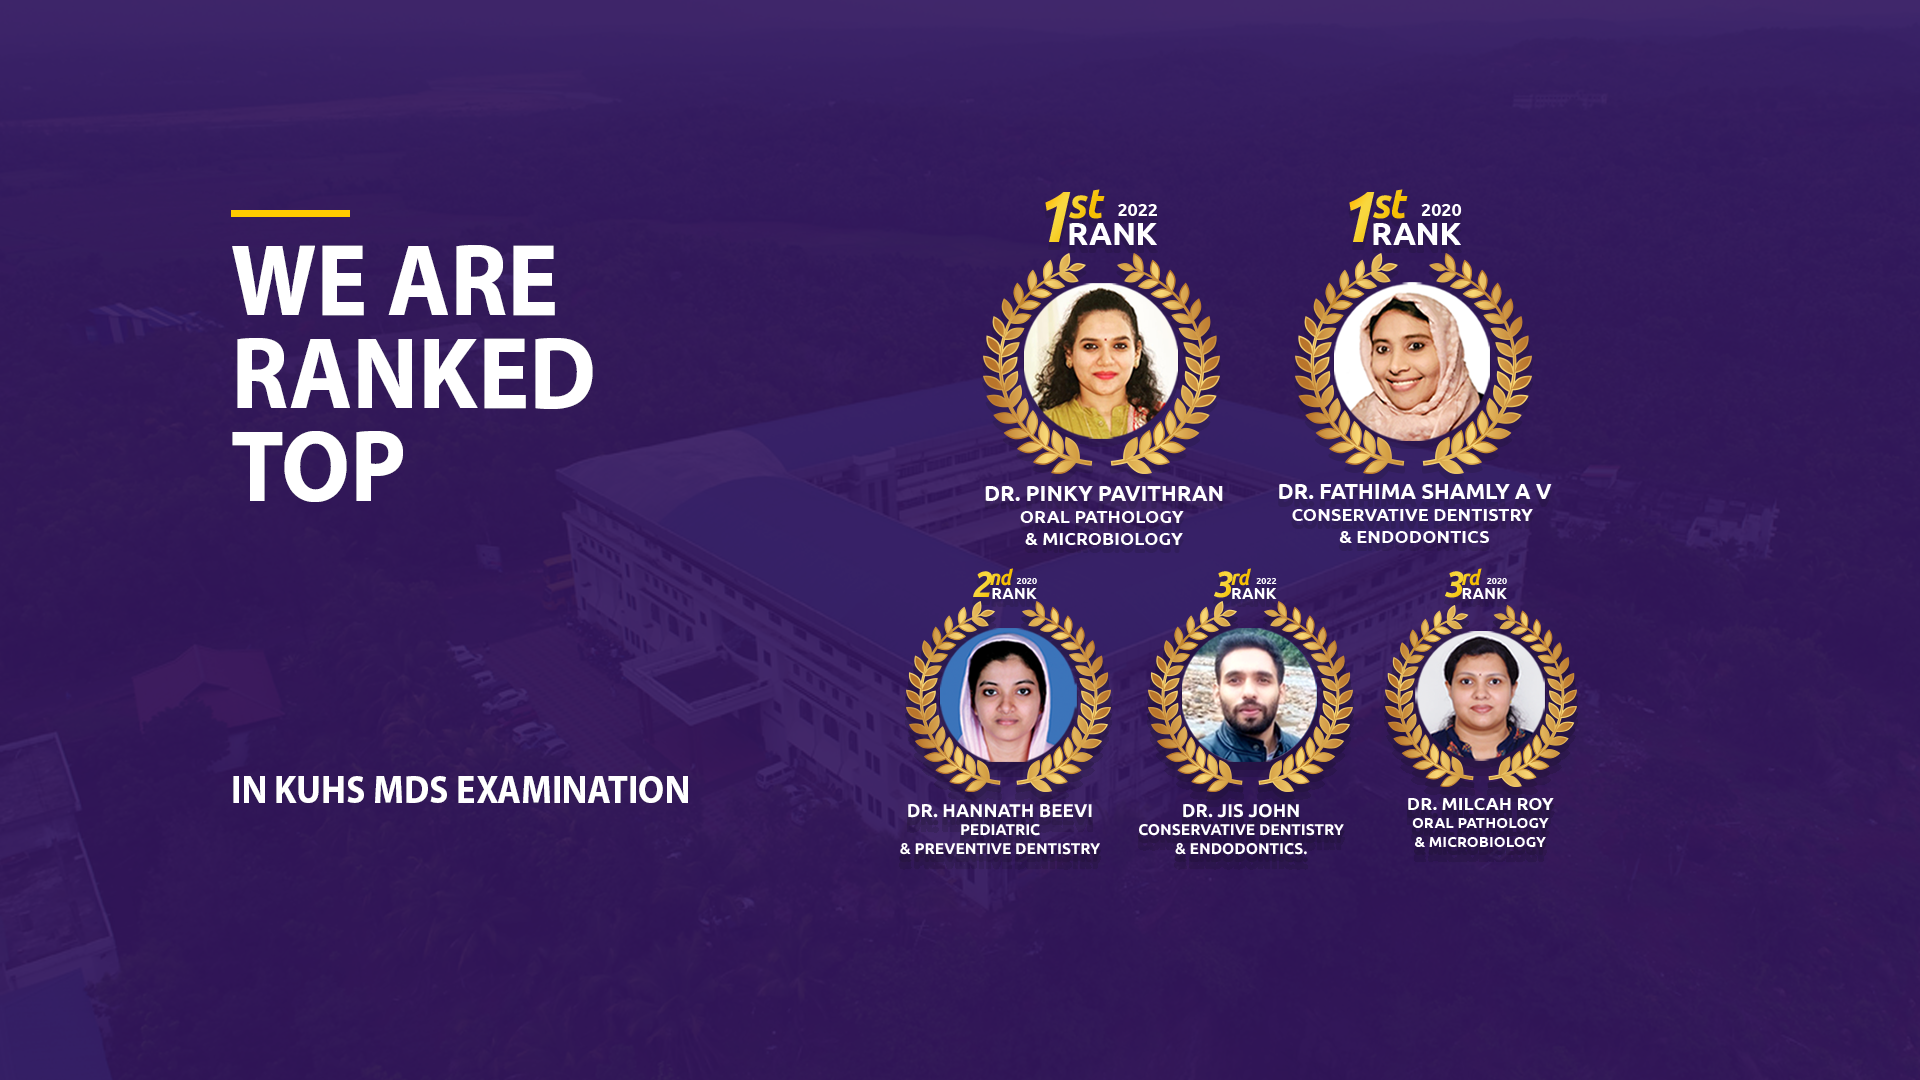 WE ARE
RANKED
TOP
IN KUHS MDS EXAMINATION
1st 2022
RANK
DR. PINKY PAVITHRAN
ORAL PATHOLOGY
& MICROBIOLOGY
1st 2020
RANK
DR. FATHIMA SHAMLY A V
CONSERVATIVE DENTISTRY
& ENDODONTICS
2nd 2020
RANK
DR. HANNATH BEEVI
PEDIATRIC
& PREVENTIVE DENTISTRY
3rd 2022
RANK
DR. JIS JOHN
CONSERVATIVE DENTISTRY
& ENDODONTICS.
3rd 2020
RANK
DR. MILCAH ROY
ORAL PATHOLOGY
& MICROBIOLOGY